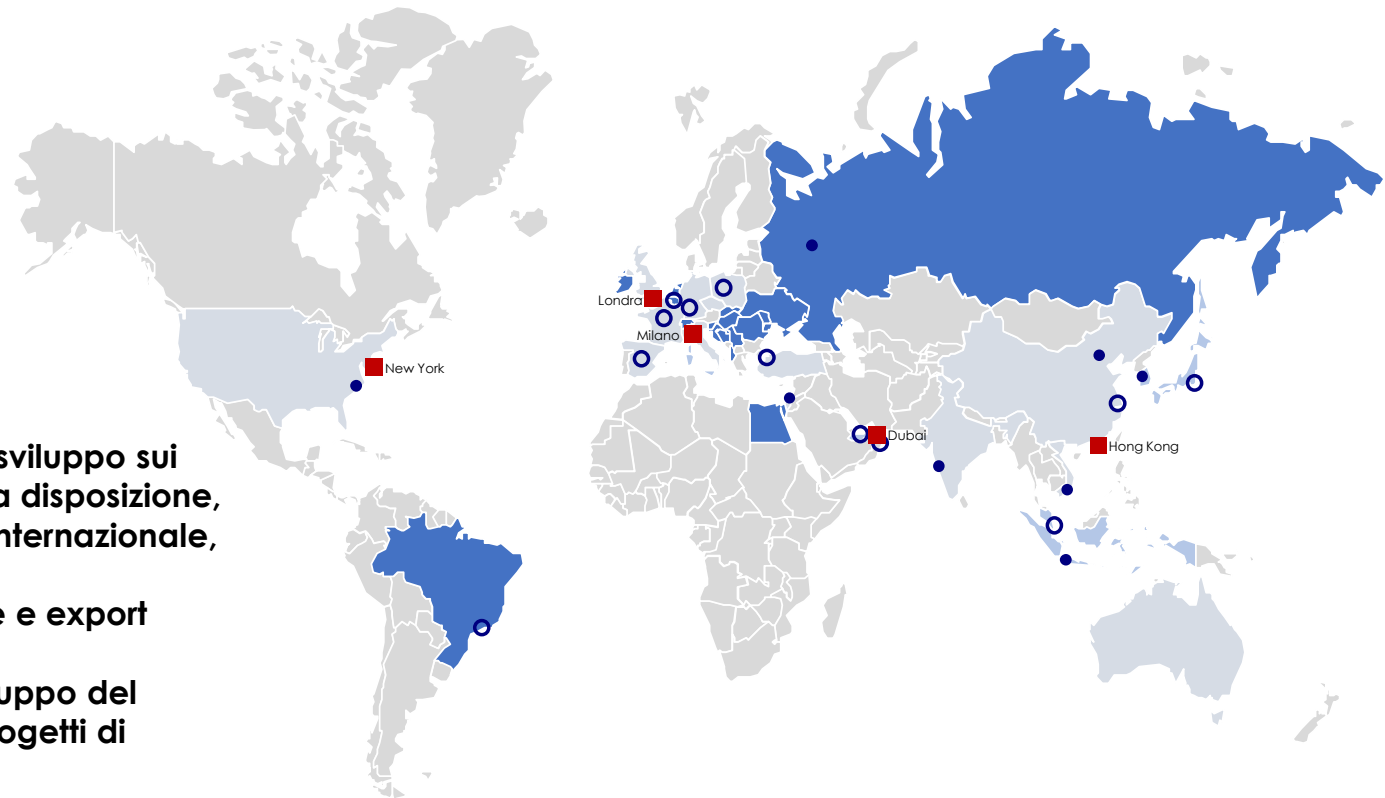 Londra
Milano
New York
Dubai
Hong Kong
sviluppo sui
a disposizione,
nternazionale,
e e export
uppo del
ogetti di